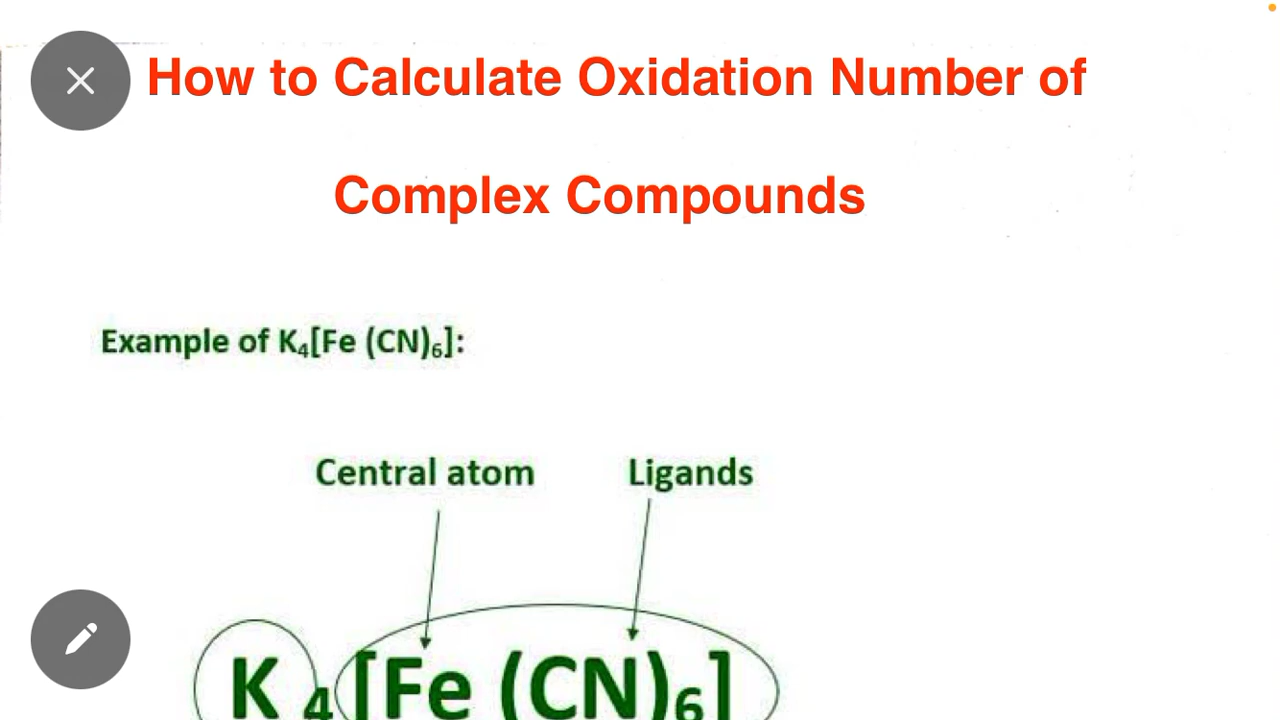 How to Calculate Oxidation Number of
Complex Compounds
Example of K₄[Fe (CN)₆]:
Central atom Ligands
K ₄[Fe (CN)₆]